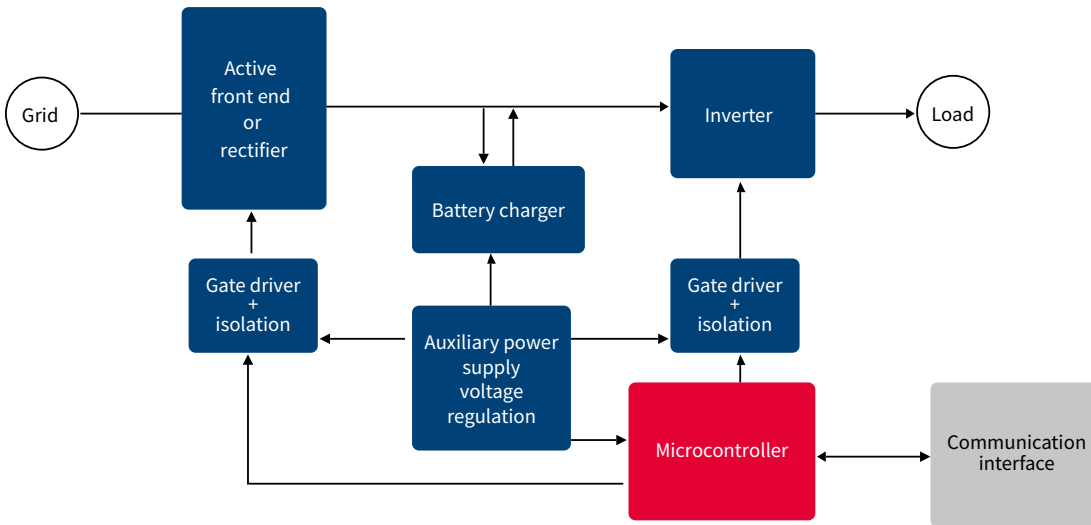 Grid
Active
front end
or
rectifier
Inverter
Load
Battery charger
Gate driver
+
isolation
Auxiliary power
supply
voltage
regulation
Gate driver
+
isolation
Microcontroller
Communication
interface